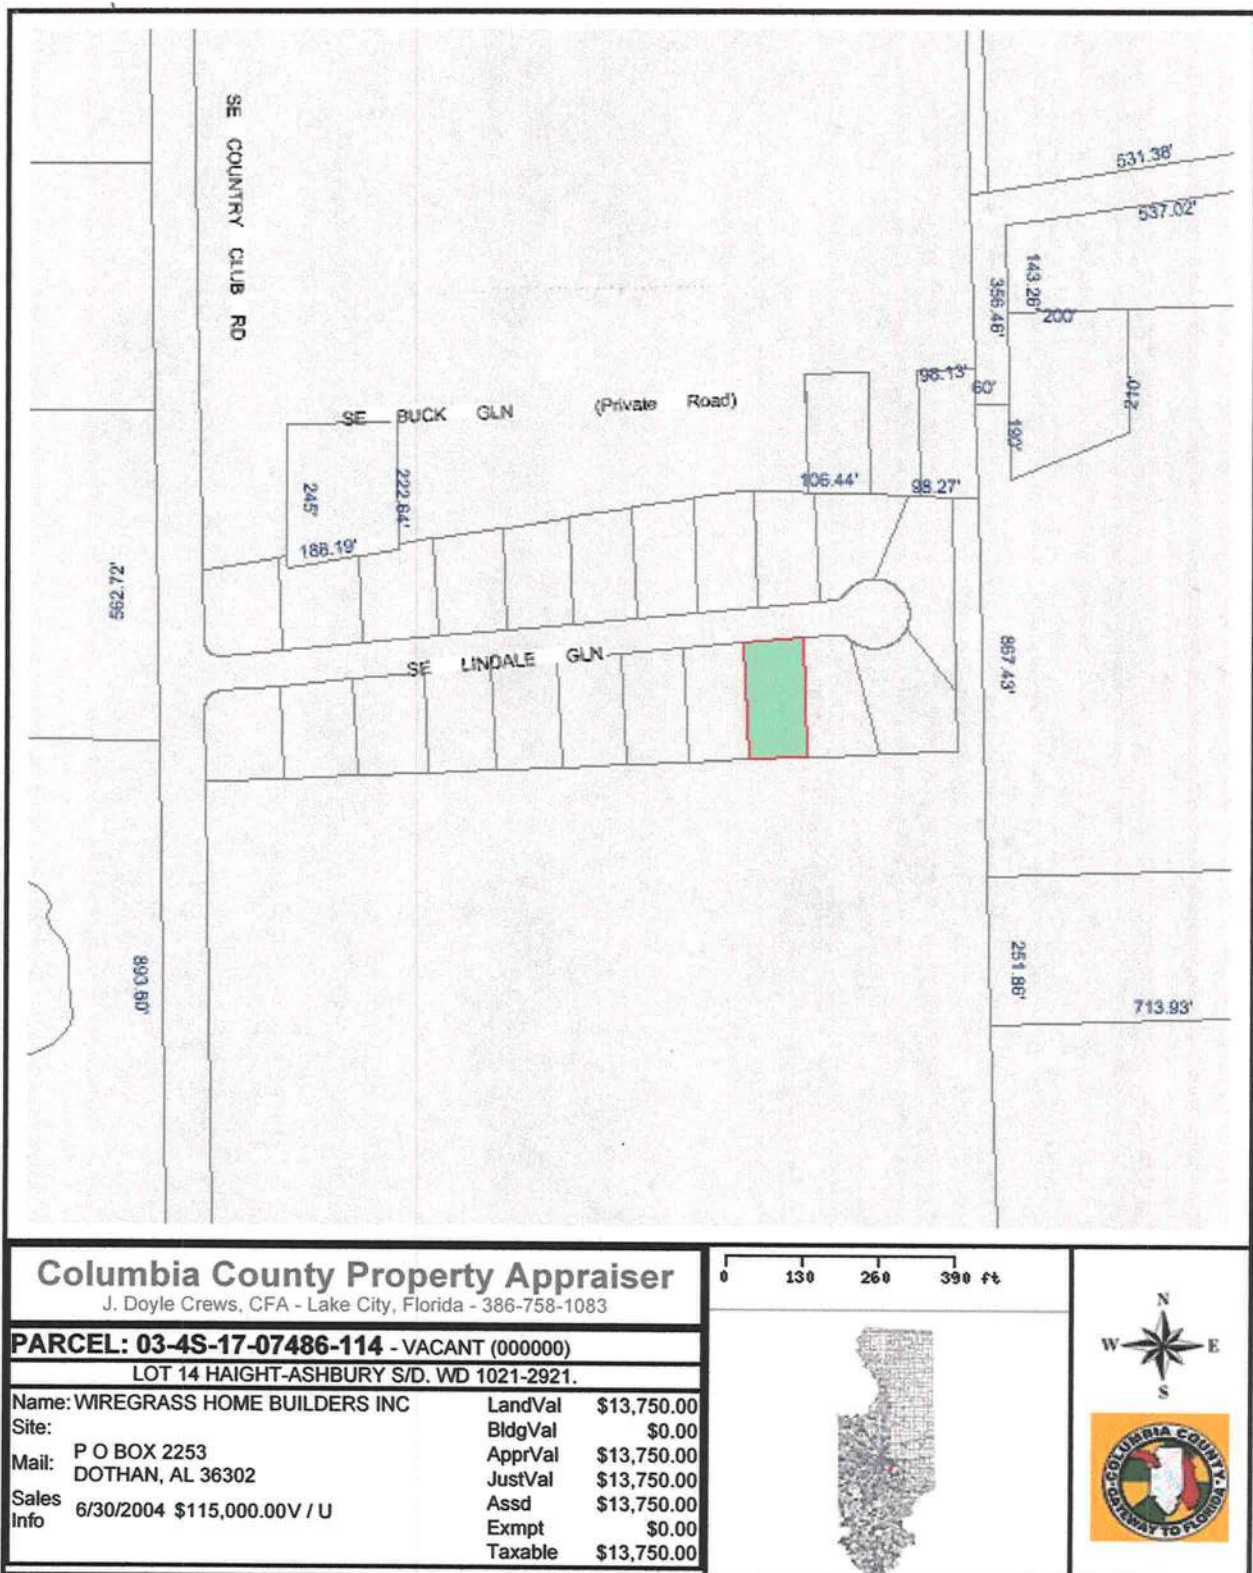 SE COUNTRY CLUB RD
531.38'
537.02'
143.26'
356.46'
200'
98.13'
60'
210'
SE BUCK GLN (Private Road)
190'
106.44'
98.27'
245'
222.64'
186.19'
592.72'
SE LINDALE GLN
867.43'
893.60'
251.86'
713.93'
Columbia County Property Appraiser
J. Doyle Crews, CFA - Lake City, Florida - 386-758-1083
PARCEL: 03-4S-17-07486-114 - VACANT (000000)
LOT 14 HAIGHT-ASHBURY S/D. WD 1021-2921.
Name: WIREGRASS HOME BUILDERS INC
Site:
Mail: P O BOX 2253
DOTHAN, AL 36302
Sales Info 6/30/2004 $115,000.00V / U
LandVal $13,750.00
BldgVal $0.00
ApprVal $13,750.00
JustVal $13,750.00
Assd $13,750.00
Exmpt $0.00
Taxable $13,750.00
0 130 260 390 ft
N
W E
S
COLUMBIA COUNTY
GATEWAY TO FLORIDA